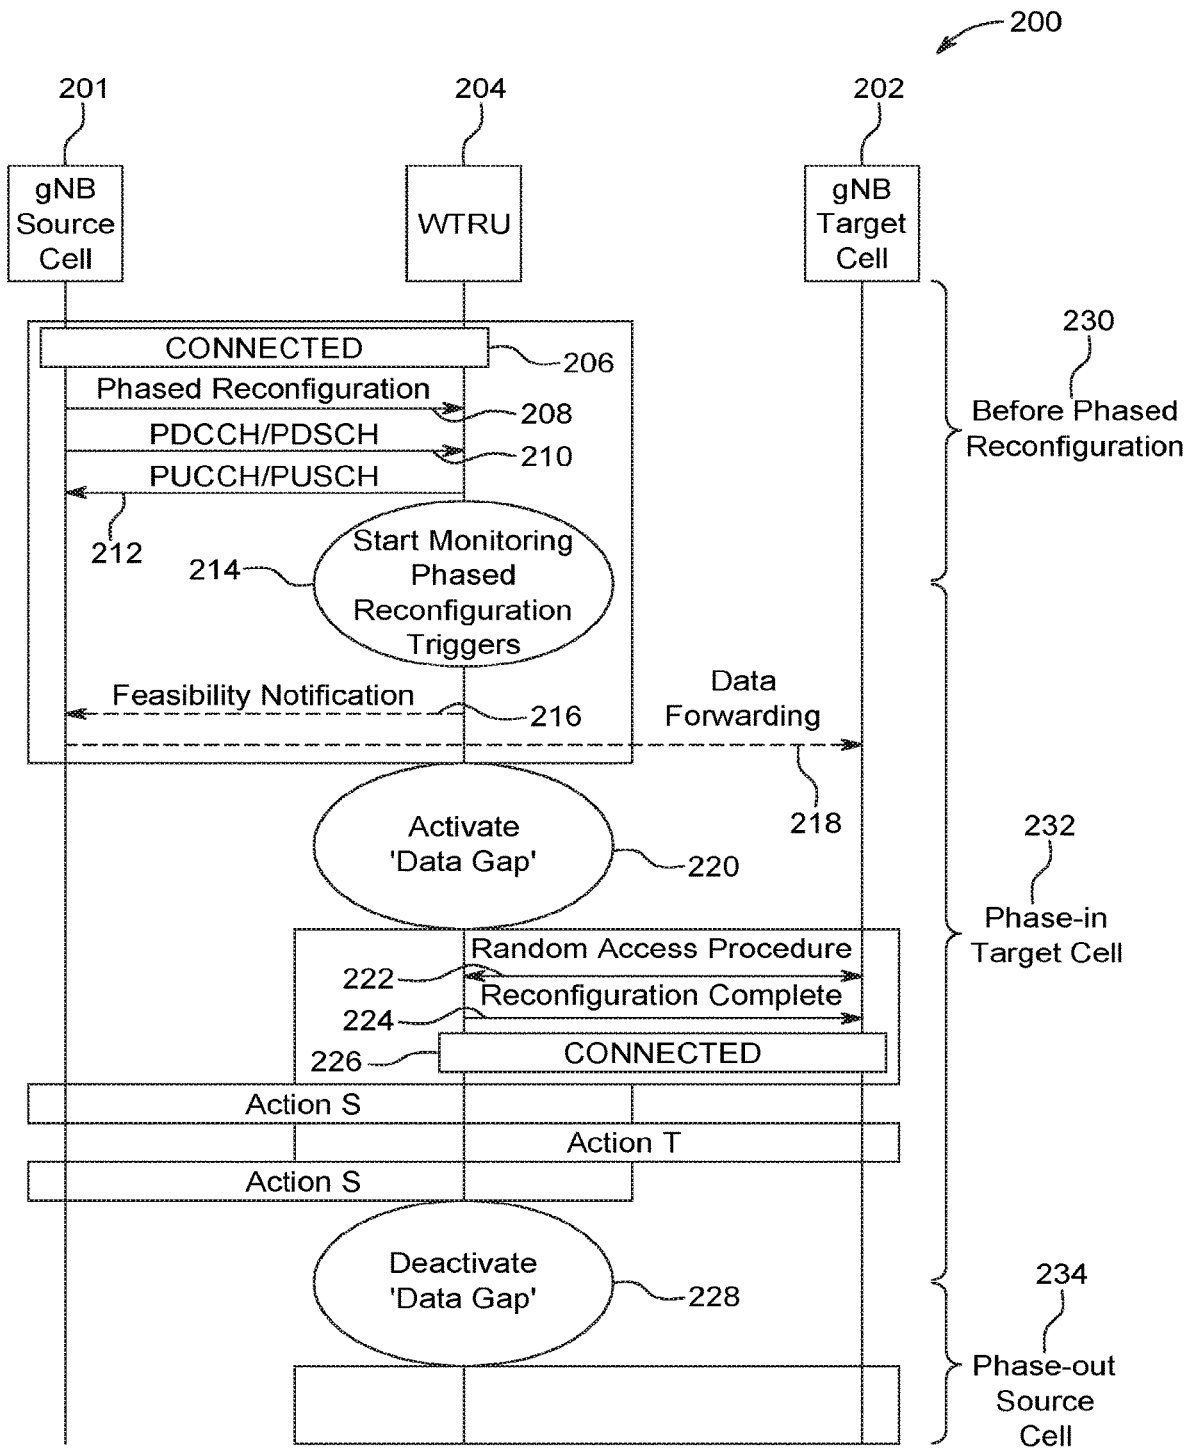 200
201
204
202
gNB
Source
Cell
WTRU
gNB
Target
Cell
CONNECTED
206
230
Phased Reconfiguration
208
Before Phased
Reconfiguration
PDCCH/PDSCH
210
PUCCH/PUSCH
212
214
Start Monitoring
Phased
Reconfiguration
Triggers
Feasibility Notification
216
Data
Forwarding
218
Activate
'Data Gap'
220
232
Phase-in
Target Cell
Random Access Procedure
222
Reconfiguration Complete
224
226
CONNECTED
Action S
Action T
Action S
Deactivate
'Data Gap'
228
234
Phase-out
Source
Cell